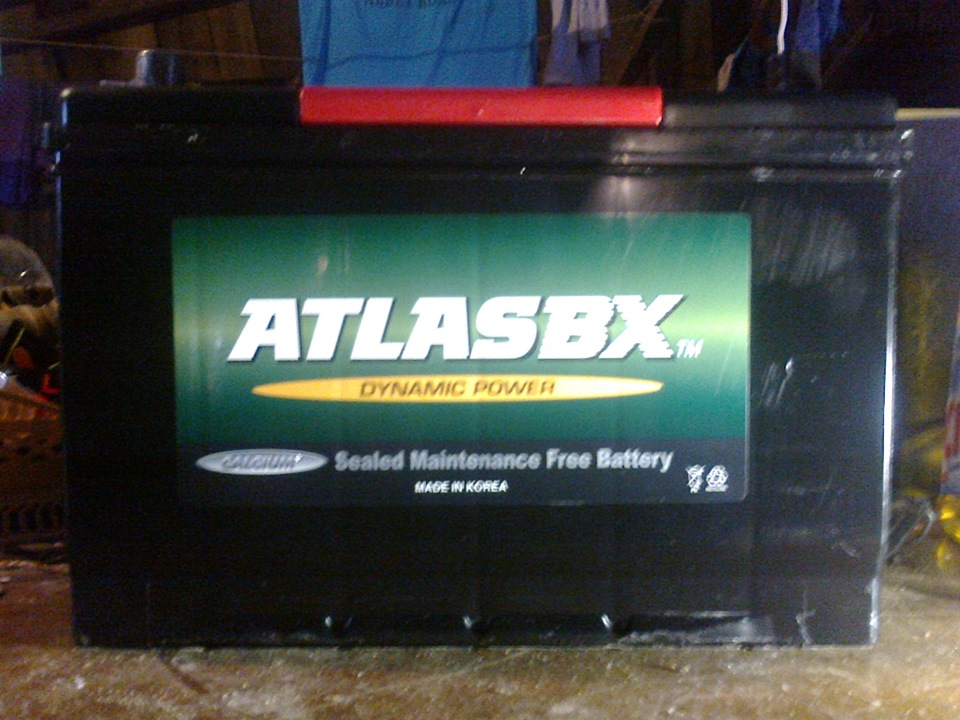 ATLASBX™
DYNAMIC POWER
CALCIUM+ Sealed Maintenance Free Battery
MADE IN KOREA